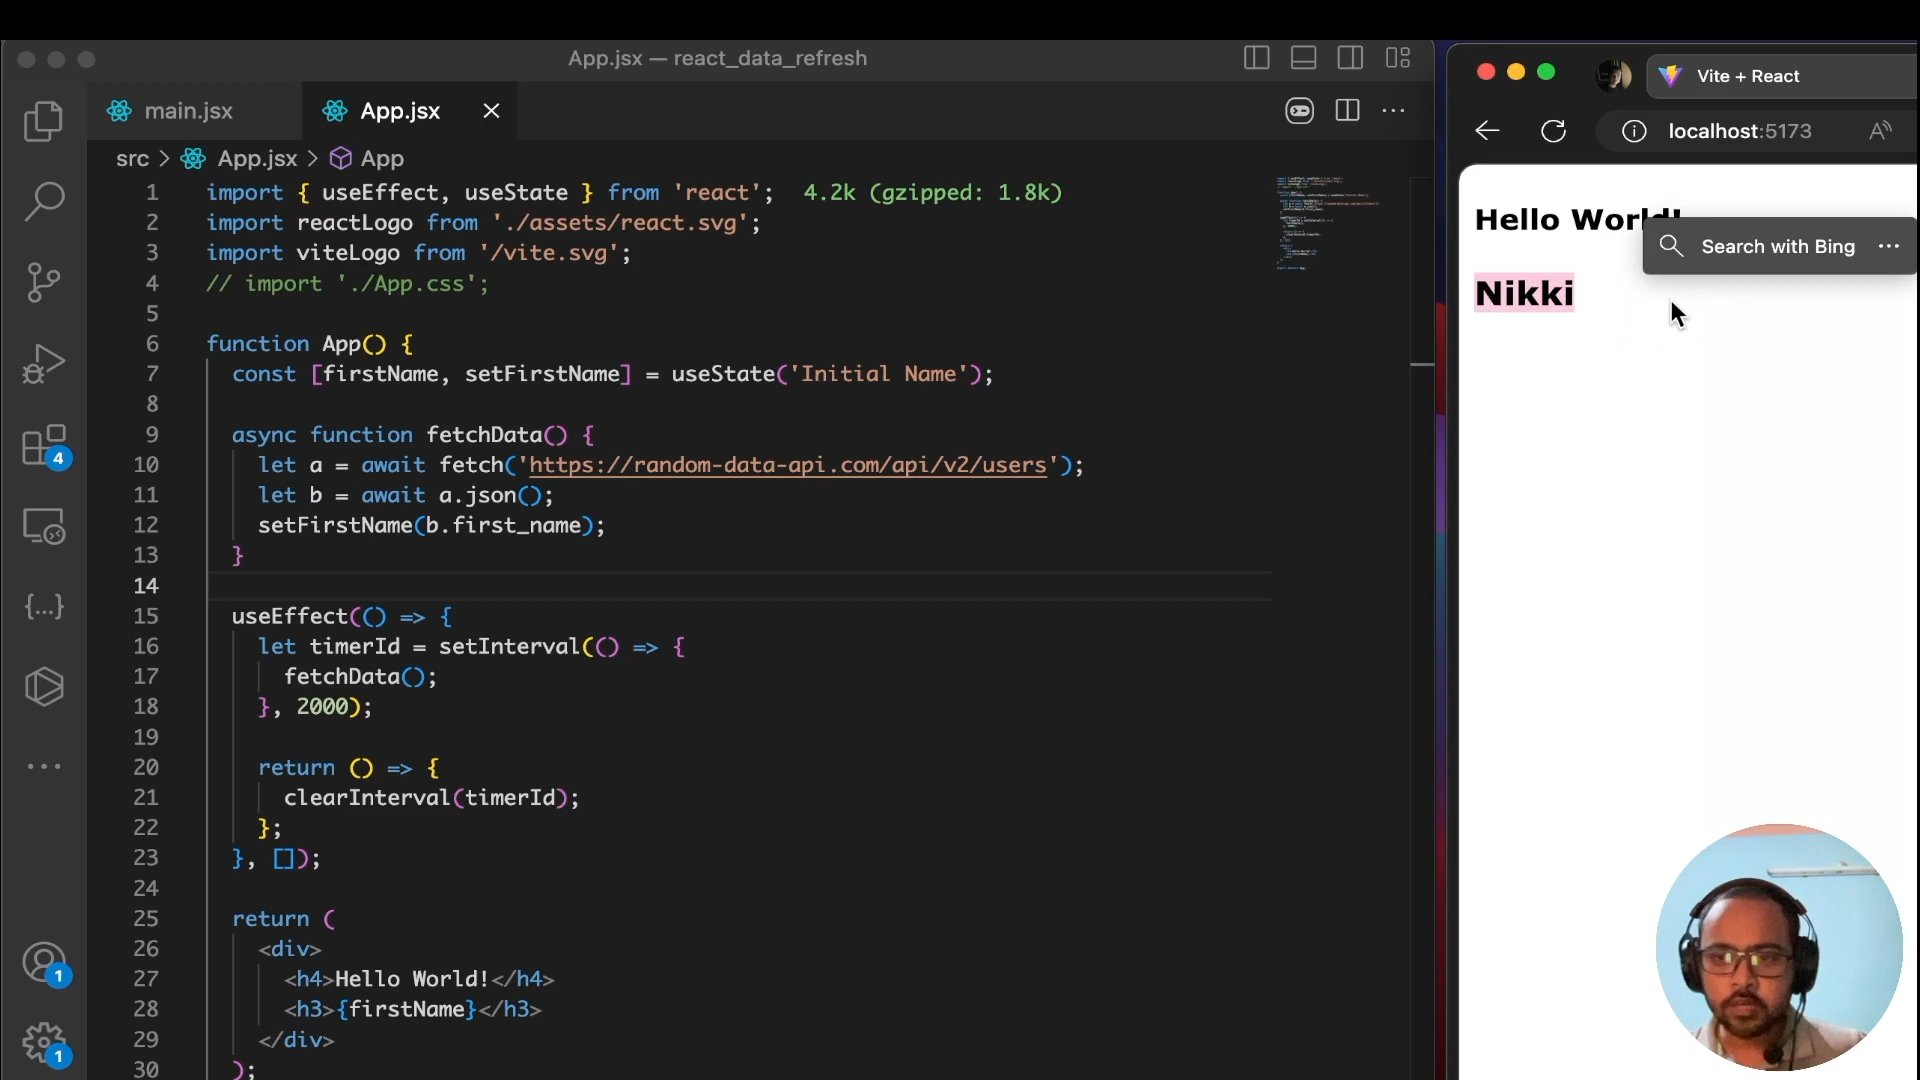 App.jsx — react_data_refresh
main.jsx
App.jsx
src > App.jsx > App
1 import { useEffect, useState } from 'react'; 4.2k (gzipped: 1.8k)
2 import reactLogo from './assets/react.svg';
3 import viteLogo from '/vite.svg';
4 // import './App.css';
5
6 function App() {
7 const [firstName, setFirstName] = useState('Initial Name');
8
9 async function fetchData() {
10 let a = await fetch('https://random-data-api.com/api/v2/users');
11 let b = await a.json();
12 setFirstName(b.first_name);
13 }
14
15 useEffect(() => {
16 let timerId = setInterval(() => {
17 fetchData();
18 }, 2000);
19
20 return () => {
21 clearInterval(timerId);
22 };
23 }, []);
24
25 return (
26 <div>
27 <h4>Hello World!</h4>
28 <h3>{firstName}</h3>
29 </div>
30 );
4
1
1
Vite + React
localhost:5173
Hello World!
Search with Bing
Nikki